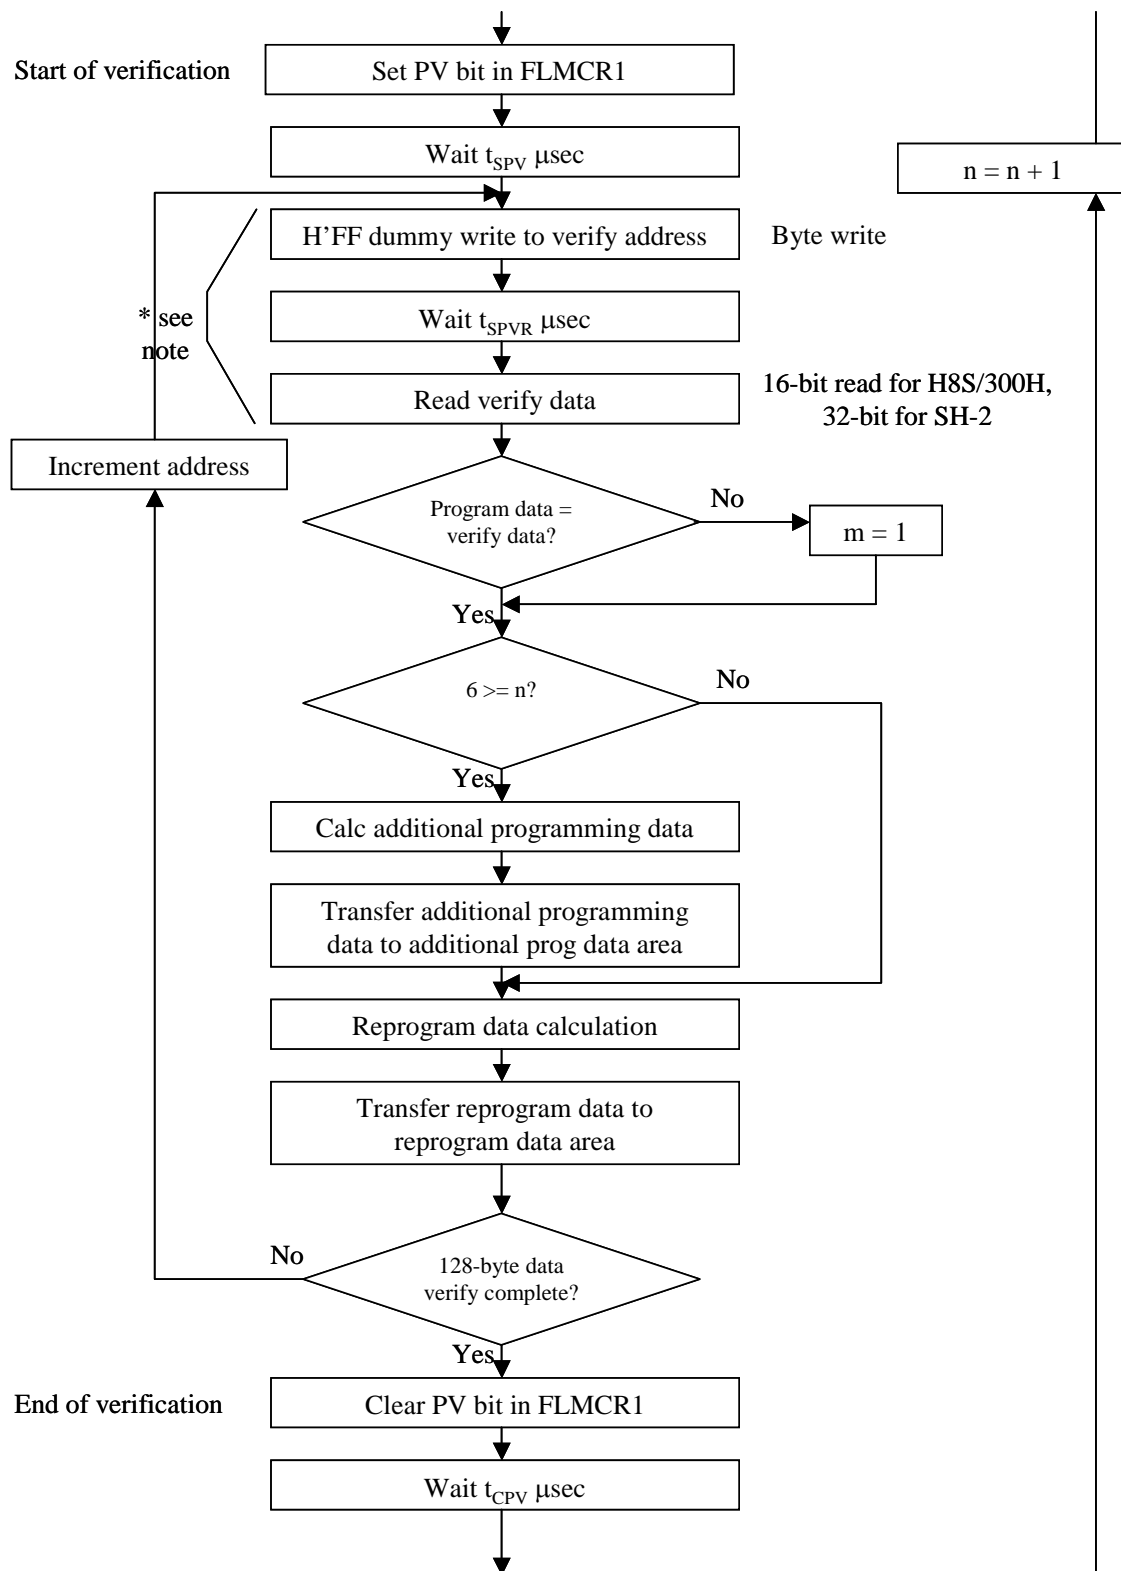 Start of verification
Set PV bit in FLMCR1
Wait tSPV μsec
n = n + 1
H'FF dummy write to verify address
Byte write
Wait tSPVR μsec
* see
note
Read verify data
16-bit read for H8S/300H,
32-bit for SH-2
Increment address
Program data =
verify data?
No
m = 1
Yes
6 >= n?
No
Yes
Calc additional programming data
Transfer additional programming
data to additional prog data area
Reprogram data calculation
Transfer reprogram data to
reprogram data area
No
128-byte data
verify complete?
Yes
End of verification
Clear PV bit in FLMCR1
Wait tCPV μsec